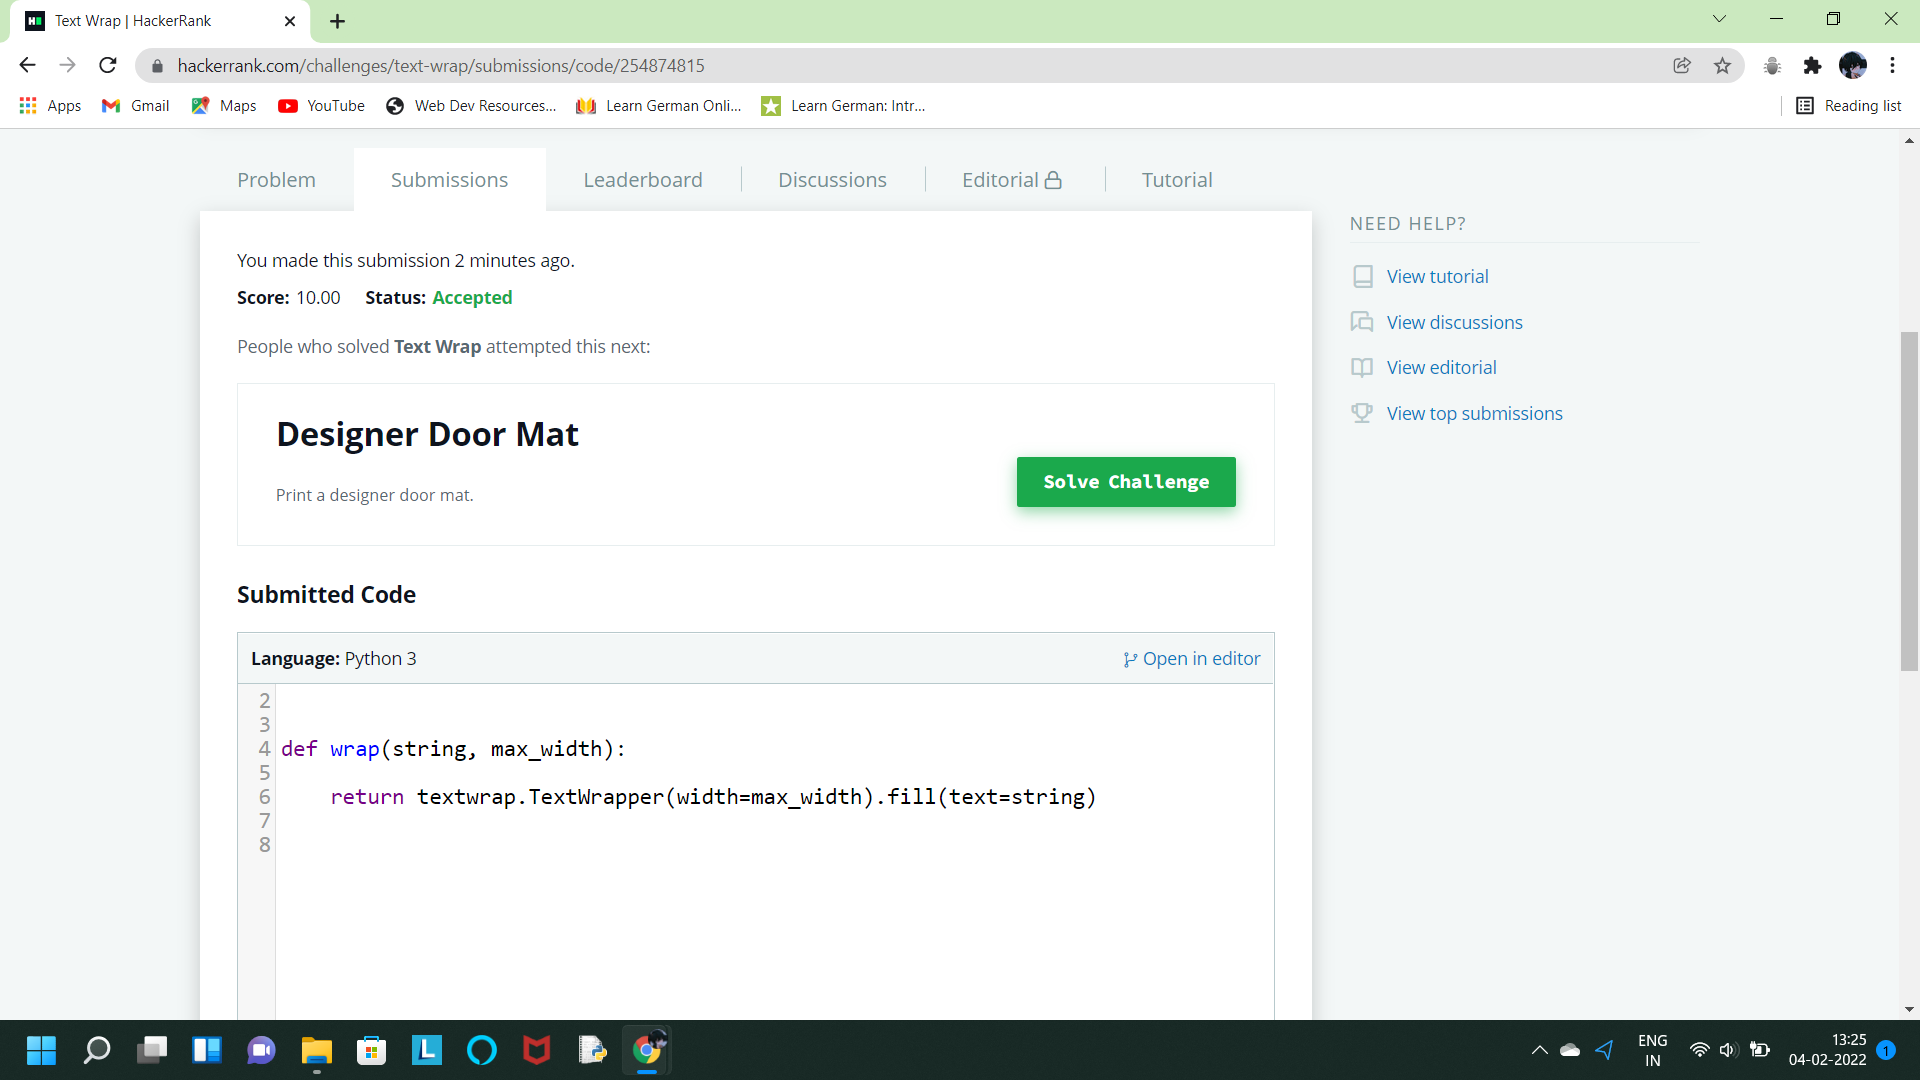 Text Wrap | HackerRank
hackerrank.com/challenges/text-wrap/submissions/code/254874815
Apps Gmail Maps YouTube Web Dev Resources... Learn German Onli... Learn German: Intr... Reading list
Problem Submissions Leaderboard Discussions Editorial Tutorial
NEED HELP?
View tutorial
View discussions
View editorial
View top submissions
You made this submission 2 minutes ago.
Score: 10.00 Status: Accepted
People who solved Text Wrap attempted this next:
Designer Door Mat
Print a designer door mat.
Solve Challenge
Submitted Code
Language: Python 3 Open in editor
2
3
4 def wrap(string, max_width):
5
6     return textwrap.TextWrapper(width=max_width).fill(text=string)
7
8
ENG
IN
13:25
04-02-2022
1